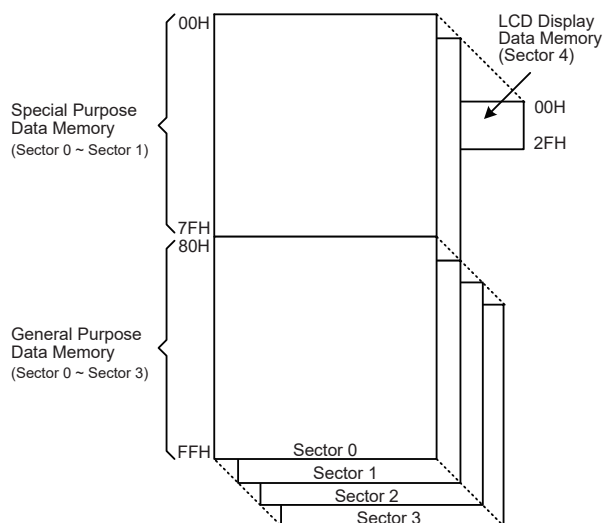 00H
LCD Display
Data Memory
(Sector 4)
00H
2FH
Special Purpose
Data Memory
(Sector 0 ~ Sector 1)
7FH
80H
General Purpose
Data Memory
(Sector 0 ~ Sector 3)
FFH
Sector 0
Sector 1
Sector 2
Sector 3